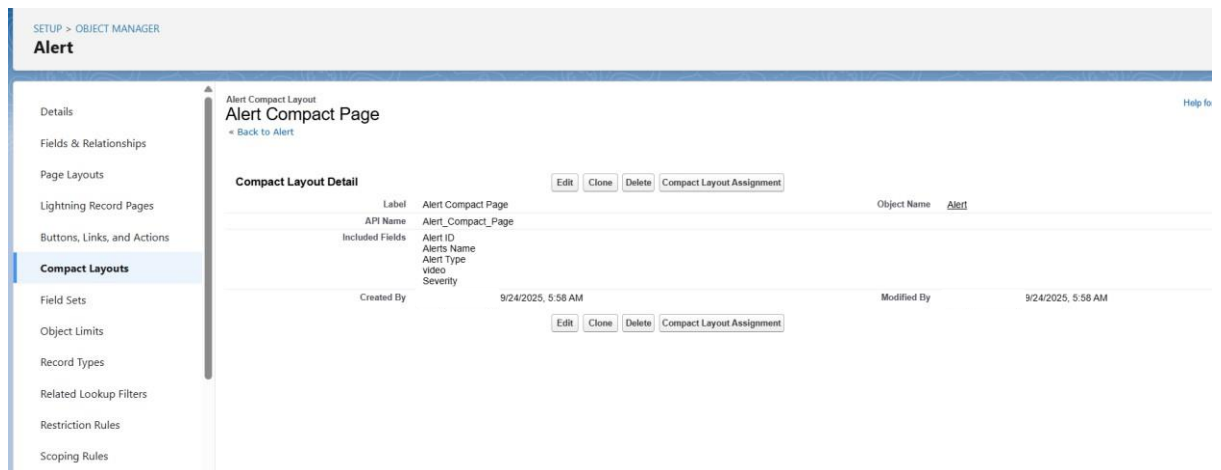 SETUP > OBJECT MANAGER
Alert
Details
Fields & Relationships
Page Layouts
Lightning Record Pages
Buttons, Links, and Actions
Compact Layouts
Field Sets
Object Limits
Record Types
Related Lookup Filters
Restriction Rules
Scoping Rules
Alert Compact Layout
Alert Compact Page
« Back to Alert
Help fo
Compact Layout Detail
Edit Clone Delete Compact Layout Assignment
Label Alert Compact Page Object Name Alert
API Name Alert_Compact_Page
Included Fields Alert ID
Alerts Name
Alert Type
video
Severity
Created By 9/24/2025, 5:58 AM Modified By 9/24/2025, 5:58 AM
Edit Clone Delete Compact Layout Assignment